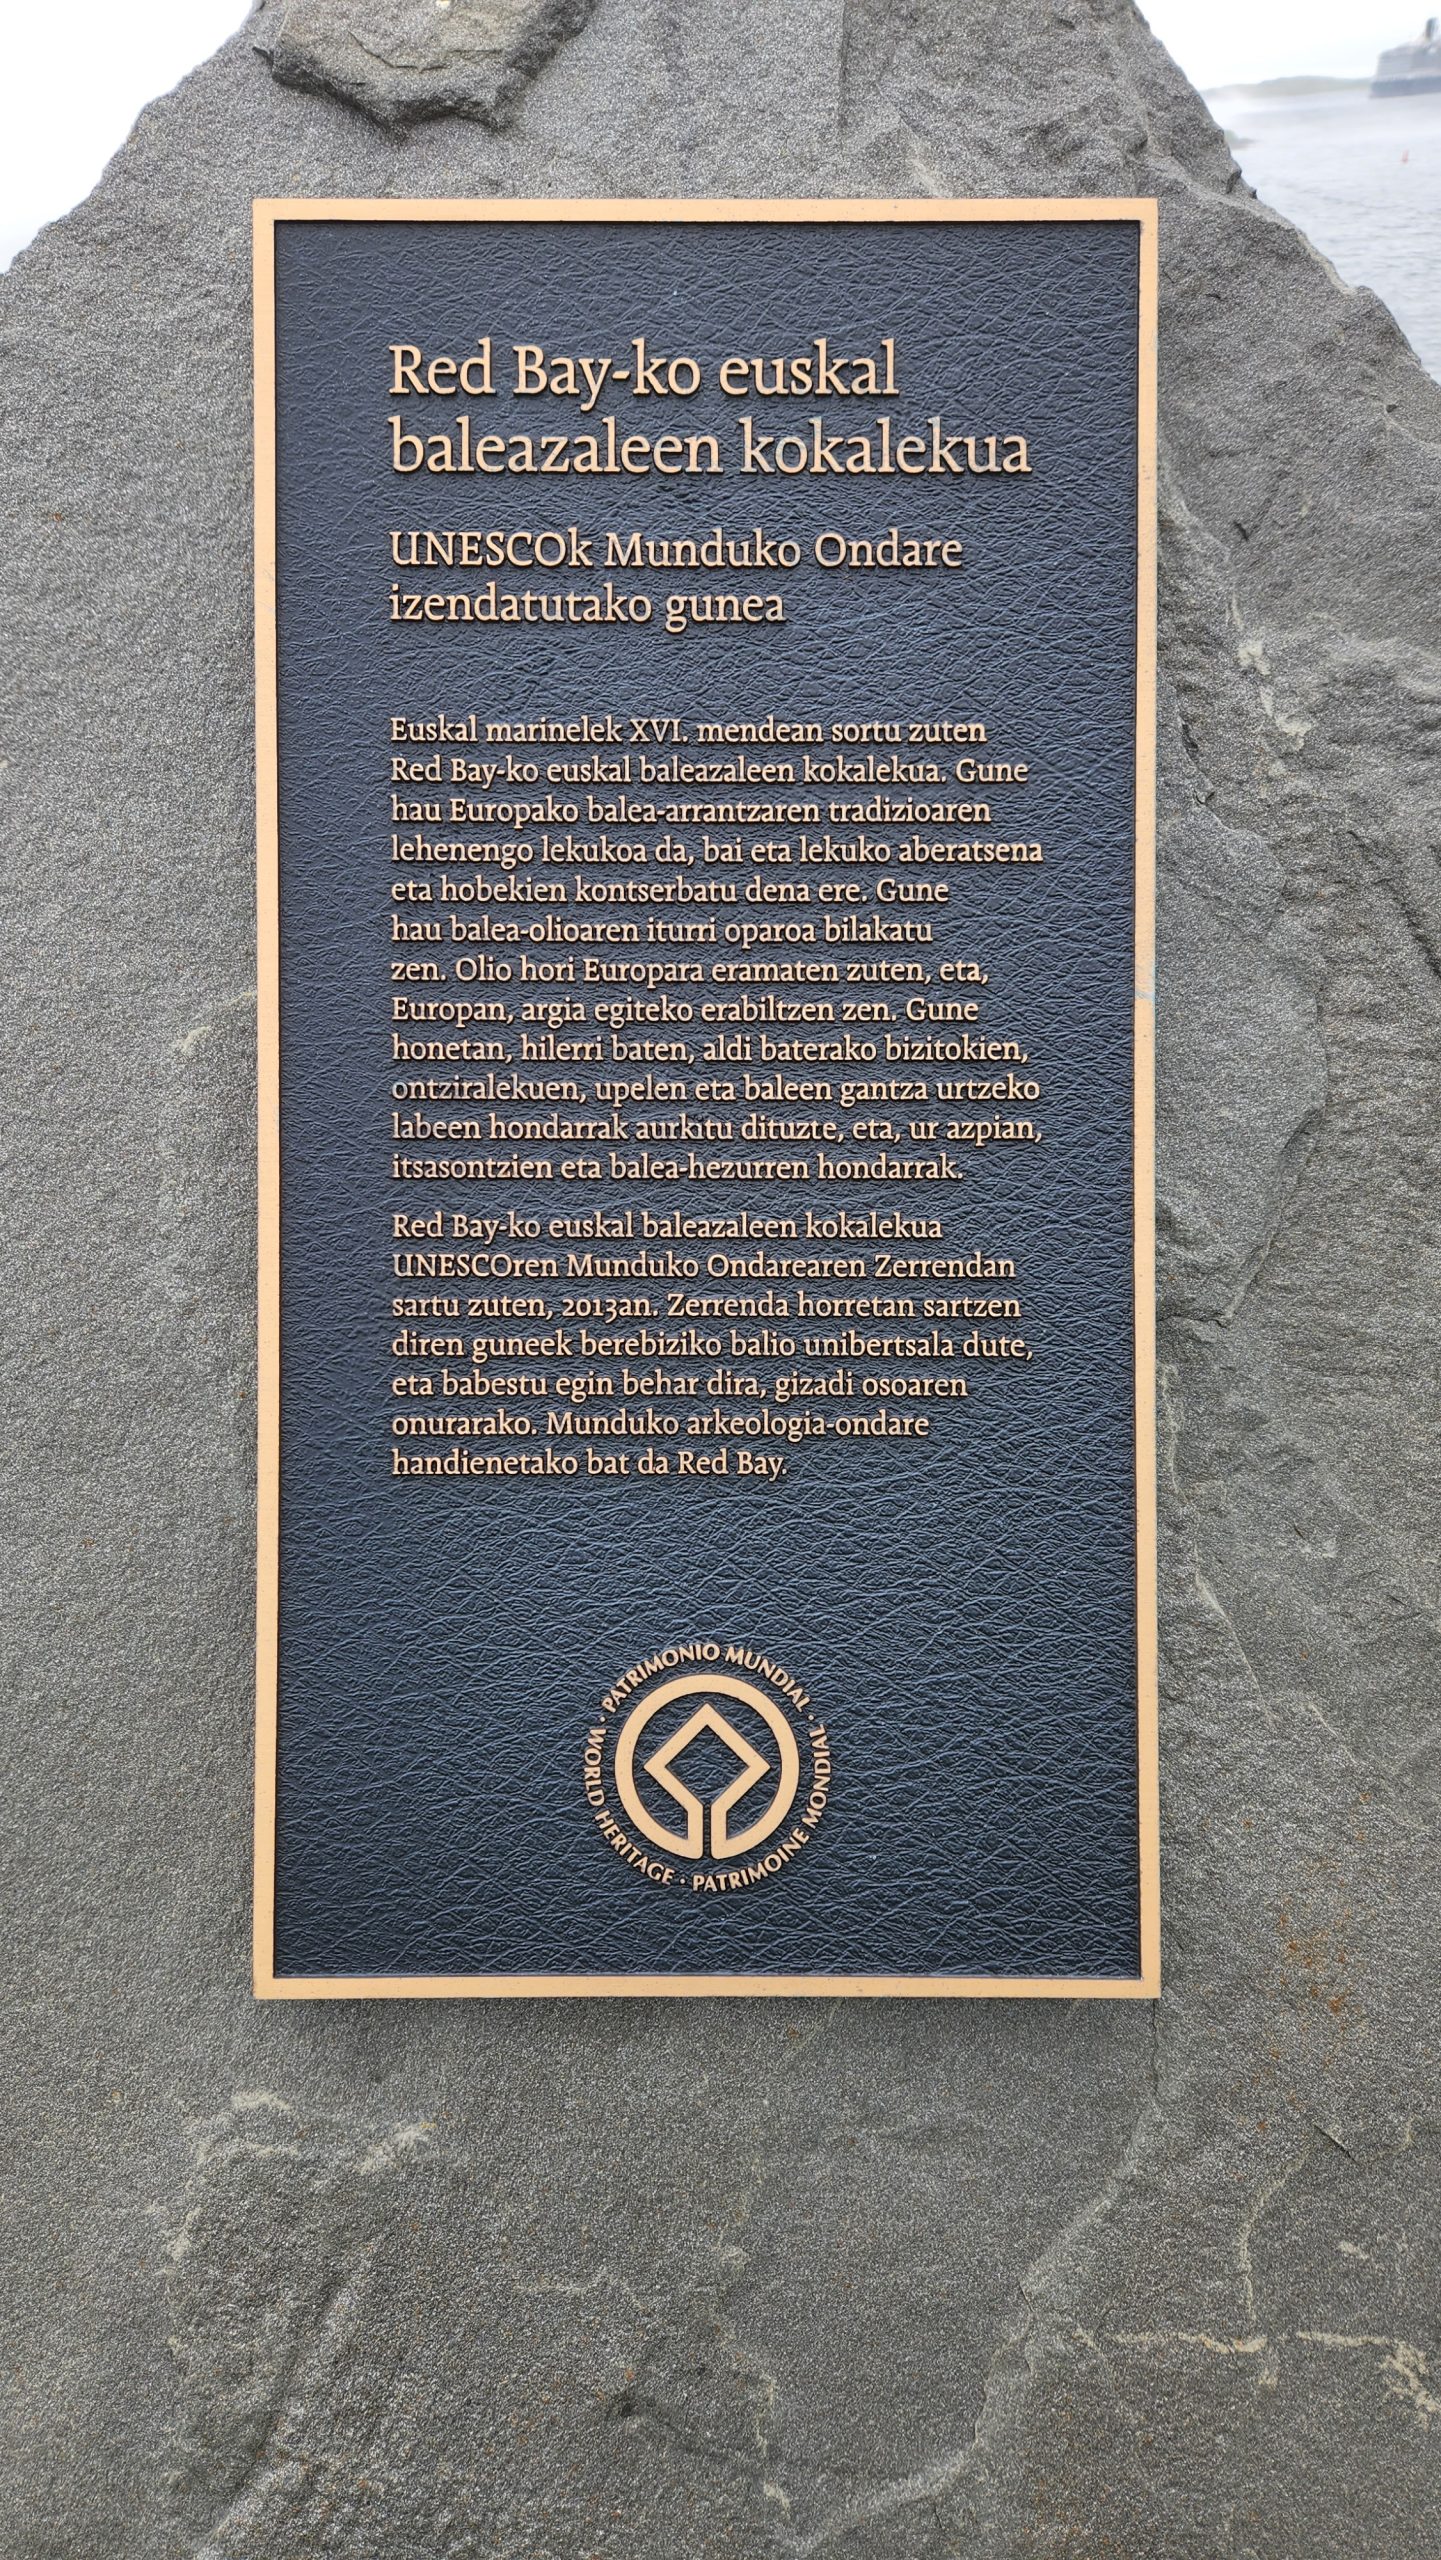 Red Bay-ko euskal
baleazaleen kokalekua
UNESCOk Munduko Ondare
izendatutako gunea
Euskal marinelek XVI. mendean sortu zuten
Red Bay-ko euskal baleazaleen kokalekua. Gune
hau Europako balea-arrantzaren tradizioaren
lehenengo lekukoa da, bai eta lekuko aberatsena
eta hobekien kontserbatu dena ere. Gune
hau balea-olioaren iturri oparoa bilakatu
zen. Olio hori Europara eramaten zuten, eta,
Europan, argia egiteko erabiltzen zen. Gune
honetan, hilerri baten, aldi baterako bizitokien,
ontziralekuen, upelen eta baleen gantza urtzeko
labeen hondarrak aurkitu dituzte, eta, ur azpian,
itsasontzien eta balea-hezurren hondarrak.
Red Bay-ko euskal baleazaleen kokalekua
UNESCOren Munduko Ondarearen Zerrendan
sartu zuten, 2013an. Zerrenda horretan sartzen
diren guneek berebiziko balio unibertsala dute,
eta babestu egin behar dira, gizadi osoaren
onurarako. Munduko arkeologia-ondare
handienetako bat da Red Bay.
WORLD HERITAGE · PATRIMONIO MUNDIAL · PATRIMOINE MONDIAL